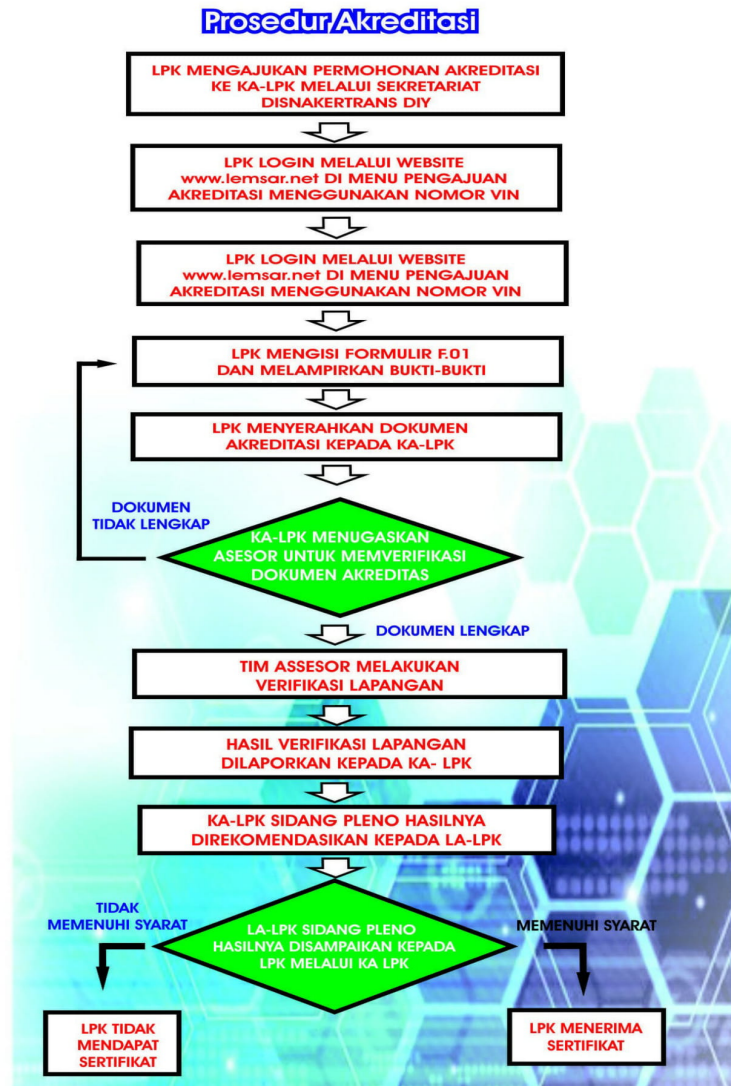 Prosedur Akreditasi
LPK MENGAJUKAN PERMOHONAN AKREDITASI
KE KA-LPK MELALUI SEKRETARIAT
DISNAKERTRANS DIY
LPK LOGIN MELALUI WEBSITE
www.lemsar.net DI MENU PENGAJUAN
AKREDITASI MENGGUNAKAN NOMOR VIN
LPK LOGIN MELALUI WEBSITE
www.lemsar.net DI MENU PENGAJUAN
AKREDITASI MENGGUNAKAN NOMOR VIN
LPK MENGISI FORMULIR F.01
DAN MELAMPIRKAN BUKTI-BUKTI
LPK MENYERAHKAN DOKUMEN
AKREDITASI KEPADA KA-LPK
DOKUMEN
TIDAK LENGKAP
KA-LPK MENUGASKAN
ASESOR UNTUK MEMVERIFIKASI
DOKUMEN AKREDITAS
DOKUMEN LENGKAP
TIM ASSESOR MELAKUKAN
VERIFIKASI LAPANGAN
HASIL VERIFIKASI LAPANGAN
DILAPORKAN KEPADA KA- LPK
KA-LPK SIDANG PLENO HASILNYA
DIREKOMENDASIKAN KEPADA LA-LPK
TIDAK
MEMENUHI SYARAT
LA-LPK SIDANG PLENO
HASILNYA DISAMPAIKAN KEPADA
LPK MELALUI KA LPK
MEMENUHI SYARAT
LPK TIDAK
MENDAPAT
SERTIFIKAT
LPK MENERIMA
SERTIFIKAT